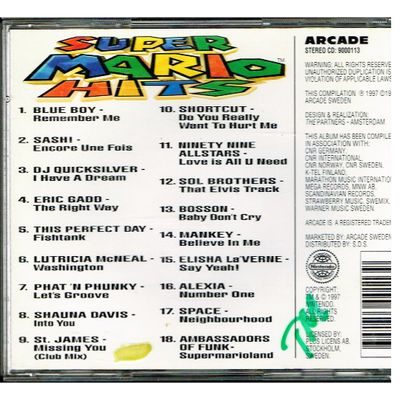 SUPER
MARIO™
HITS
1. BLUE BOY -
Remember Me
2. SASH! -
Encore Une Fois
3. DJ QUICKSILVER -
I Have A Dream
4. ERIC GADD -
The Right Way
5. THIS PERFECT DAY -
Fishtank
6. LUTRICIA McNEAL -
Washington
7. PHAT 'N PHUNKY -
Let's Groove
8. SHAUNA DAVIS -
Into You
9. ST. JAMES -
Missing You
(Club Mix)
10. SHORTCUT -
Do You Really
Want To Hurt Me
11. NINETY NINE
ALLSTARS -
Love is All U Need
12. SOL BROTHERS -
That Elvis Track
13. BOSSON -
Baby Don't Cry
14. MANKEY -
Believe in Me
15. ELISHA La'VERNE -
Say Yeah!
16. ALEXIA -
Number One
17. SPACE -
Neighbourhood
18. AMBASSADORS
OF FUNK -
Supermarioland
ARCADE
STEREO CD: 9000113
WARNING: ALL RIGHTS RESERVE
UNAUTHORIZED DUPLICATION IS
VIOLATION OF APPLICABLE LAWS
THIS COMPILATION ℗ 1997 ©19
ARCADE SWEDEN
DESIGN & REALIZATION:
THE PARTNERS - AMSTERDAM
THIS ALBUM HAS BEEN COMPILE
IN ASSOCIATION WITH:
CNR GERMANY,
CNR INTERNATIONAL,
CNR NORWAY, CNR SWEDEN,
K-TEL FINLAND,
MARATHON MUSIC INTERNATION
MEGA RECORDS, MNW AB,
SCANDINAVIAN RECORDS,
STRAWBERRY MUSIC, SWEMIX,
WARNER MUSIC SWEDEN
ARCADE IS A REGISTERED TRADE
MARKETED BY: ARCADE SWEDEN
DISTRIBUTED BY: S.D.S.
Nintendo
COPYRIGHT:
TM & © 1997
NINTENDO.
ALL RIGHTS
RESERVED.
LICENSED BY:
PLUS LICENS AB,
STOCKHOLM,
SWEDEN.